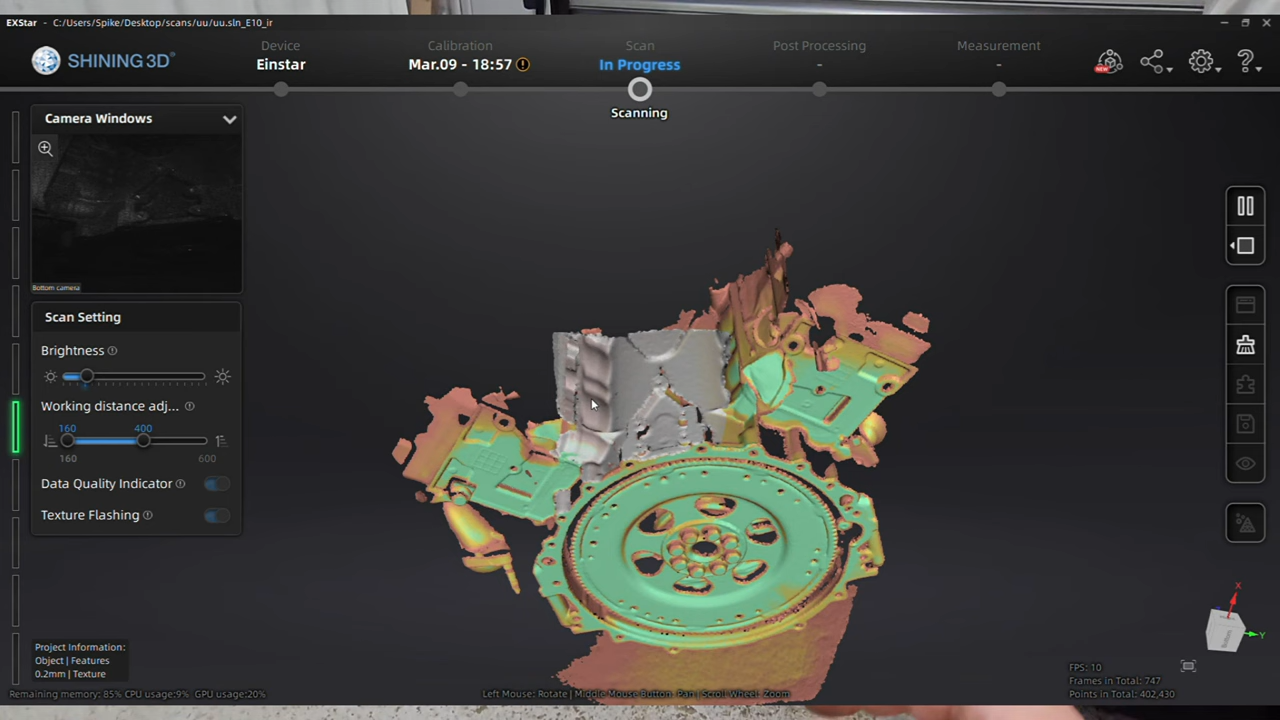 EXStar - C:/Users/Spike/Desktop/scans/uu/uu.sln_E10_ir
SHINING 3D®
Device
Einstar
Calibration
Mar.09 - 18:57
Scan
In Progress
Scanning
Post Processing
-
Measurement
-
NEW
Camera Windows
Bottom camera
Scan Setting
Brightness
Working distance adj...
160 400
160 600
Data Quality Indicator
Texture Flashing
Project Information:
Object | Features
0.2mm | Texture
Remaining memory: 85% CPU usage:9% GPU usage:20%
Left Mouse: Rotate | Middle Mouse Button: Pan | Scroll Wheel: Zoom
FPS: 10
Frames in Total: 747
Points in Total: 402,430
X
Y